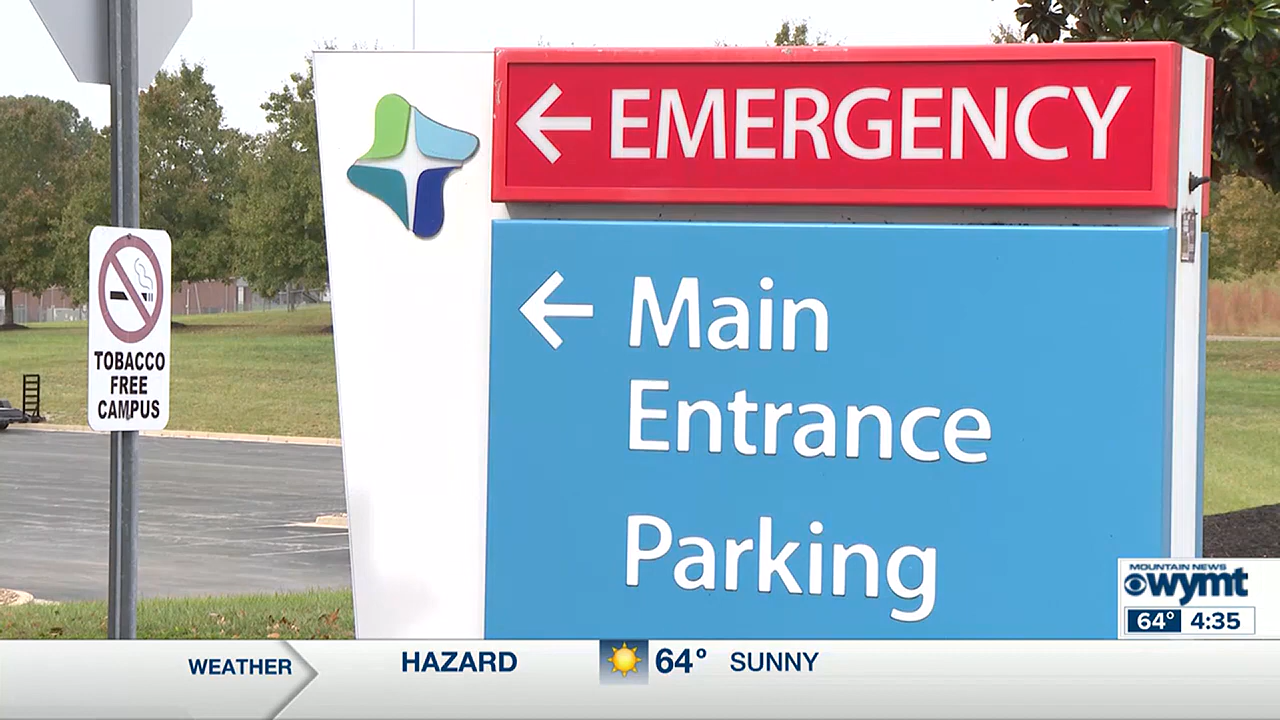 EMERGENCY
Main
Entrance
Parking
TOBACCO
FREE
CAMPUS
MOUNTAIN NEWS
wymt
64° 4:35
WEATHER HAZARD 64° SUNNY